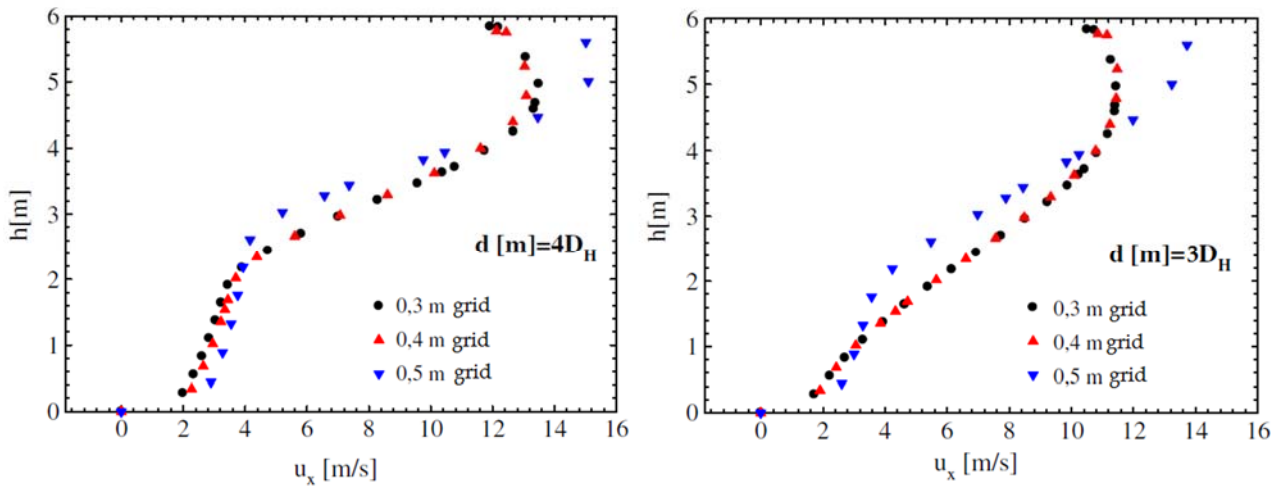 6
5
4
3
2
1
0
h[m]
d [m]=4D_H
0,3 m grid
0,4 m grid
0,5 m grid
0 2 4 6 8 10 12 14 16
u_x [m/s]
6
5
4
3
2
1
0
h[m]
d [m]=3D_H
0,3 m grid
0,4 m grid
0,5 m grid
0 2 4 6 8 10 12 14 16
u_x [m/s]